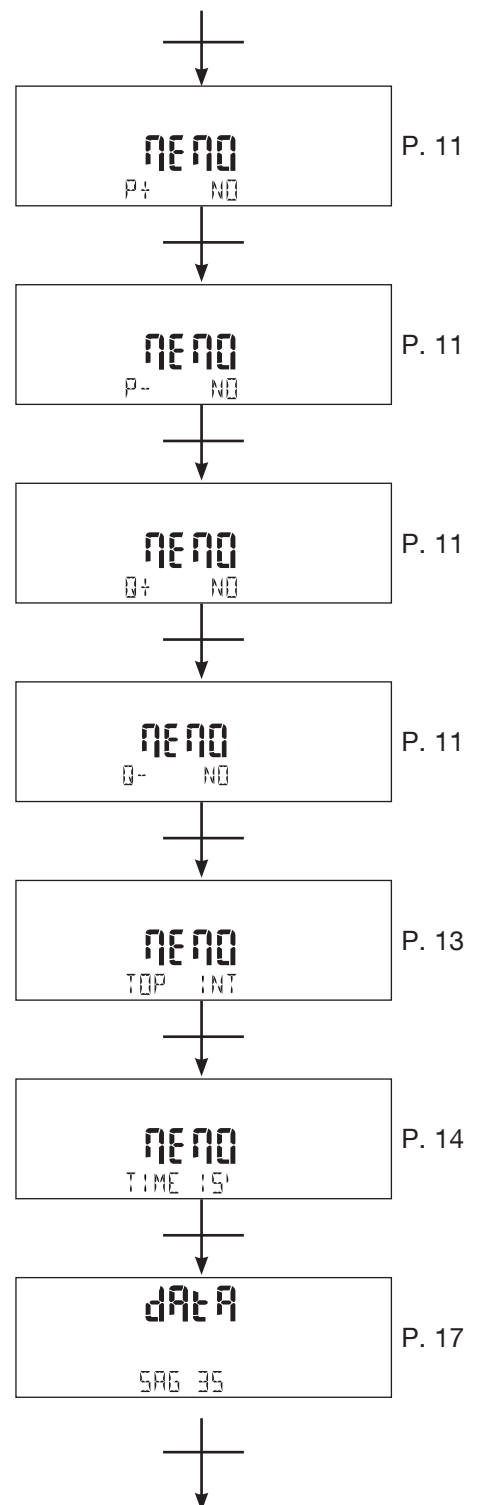 MEMO
P+ NO
P. 11
MEMO
P- NO
P. 11
MEMO
Q+ NO
P. 11
MEMO
Q- NO
P. 11
MEMO
TOP INT
P. 13
MEMO
TIME 15'
P. 14
dAtA
SAG 35
P. 17